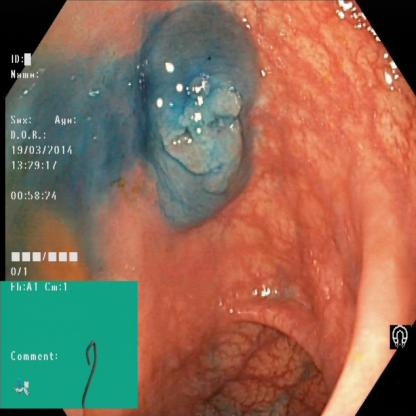 ID:
Name:
Sex: Age:
D.O.B.:
19/03/2014
13:29:17
00:58:24
■■■/■■■
0/1
Eh:A1 Cm:1
Comment: